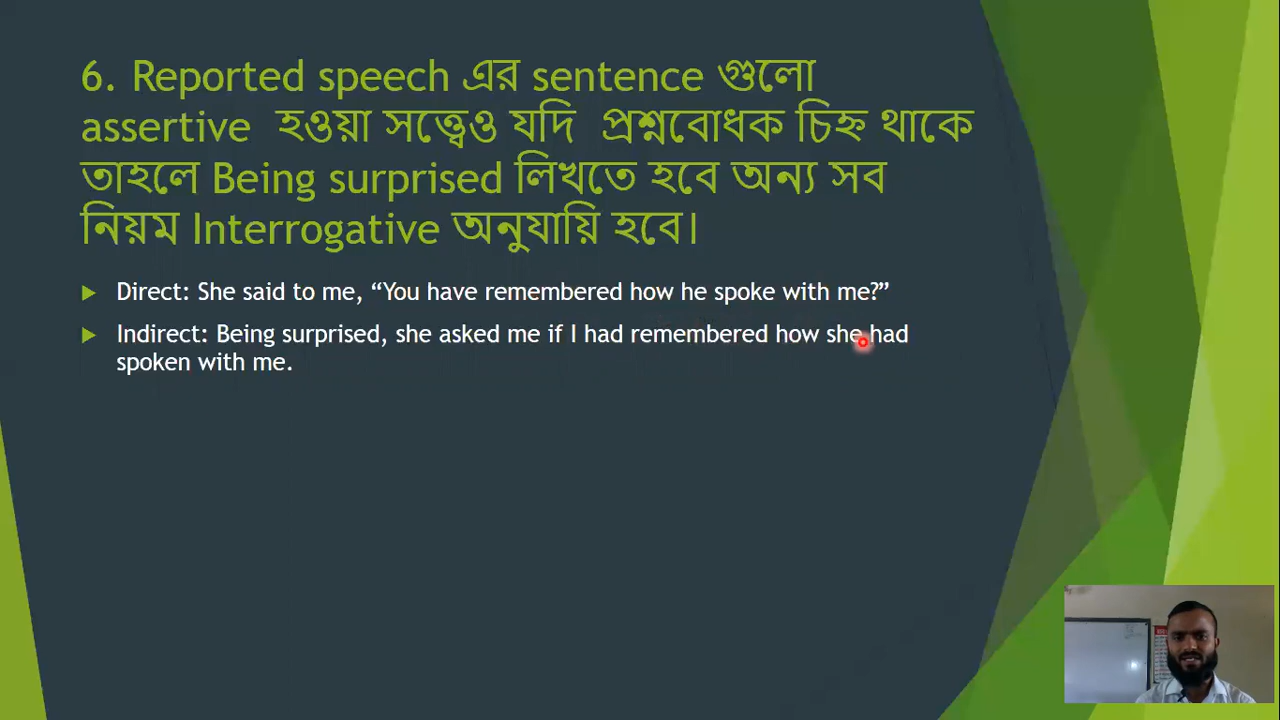 6. Reported speech এর sentence গুলো
assertive হওয়া সত্ত্বেও যদি প্রশ্নবোধক চিহ্ন থাকে
তাহলে Being surprised লিখতে হবে অন্য সব
নিয়ম Interrogative অনুযায়ি হবে।
Direct: She said to me, “You have remembered how he spoke with me?”
Indirect: Being surprised, she asked me if I had remembered how she had
spoken with me.